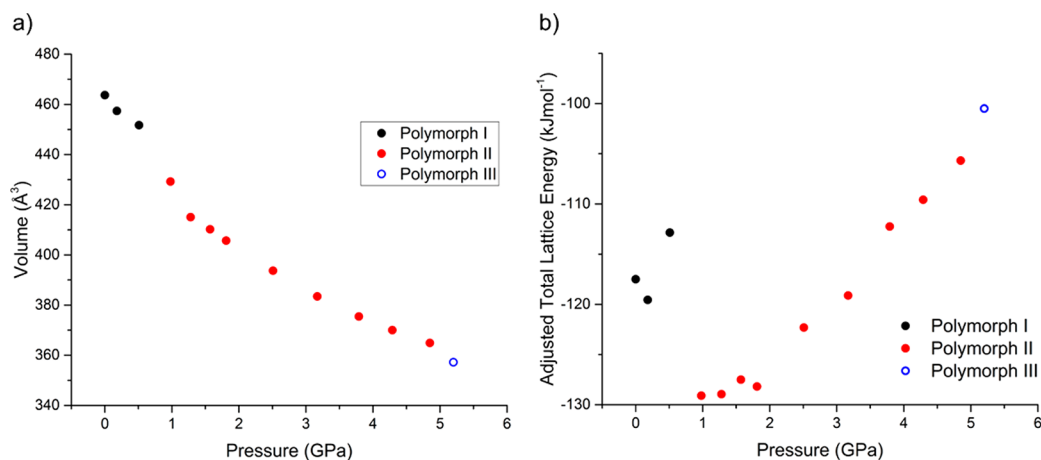 a)
480
460
440
420
400
380
360
340
Volume (Å³)
0 1 2 3 4 5 6
Pressure (GPa)
Polymorph I
Polymorph II
Polymorph III
b)
-100
-110
-120
-130
Adjusted Total Lattice Energy (kJmol⁻¹)
0 1 2 3 4 5 6
Pressure (GPa)
Polymorph I
Polymorph II
Polymorph III